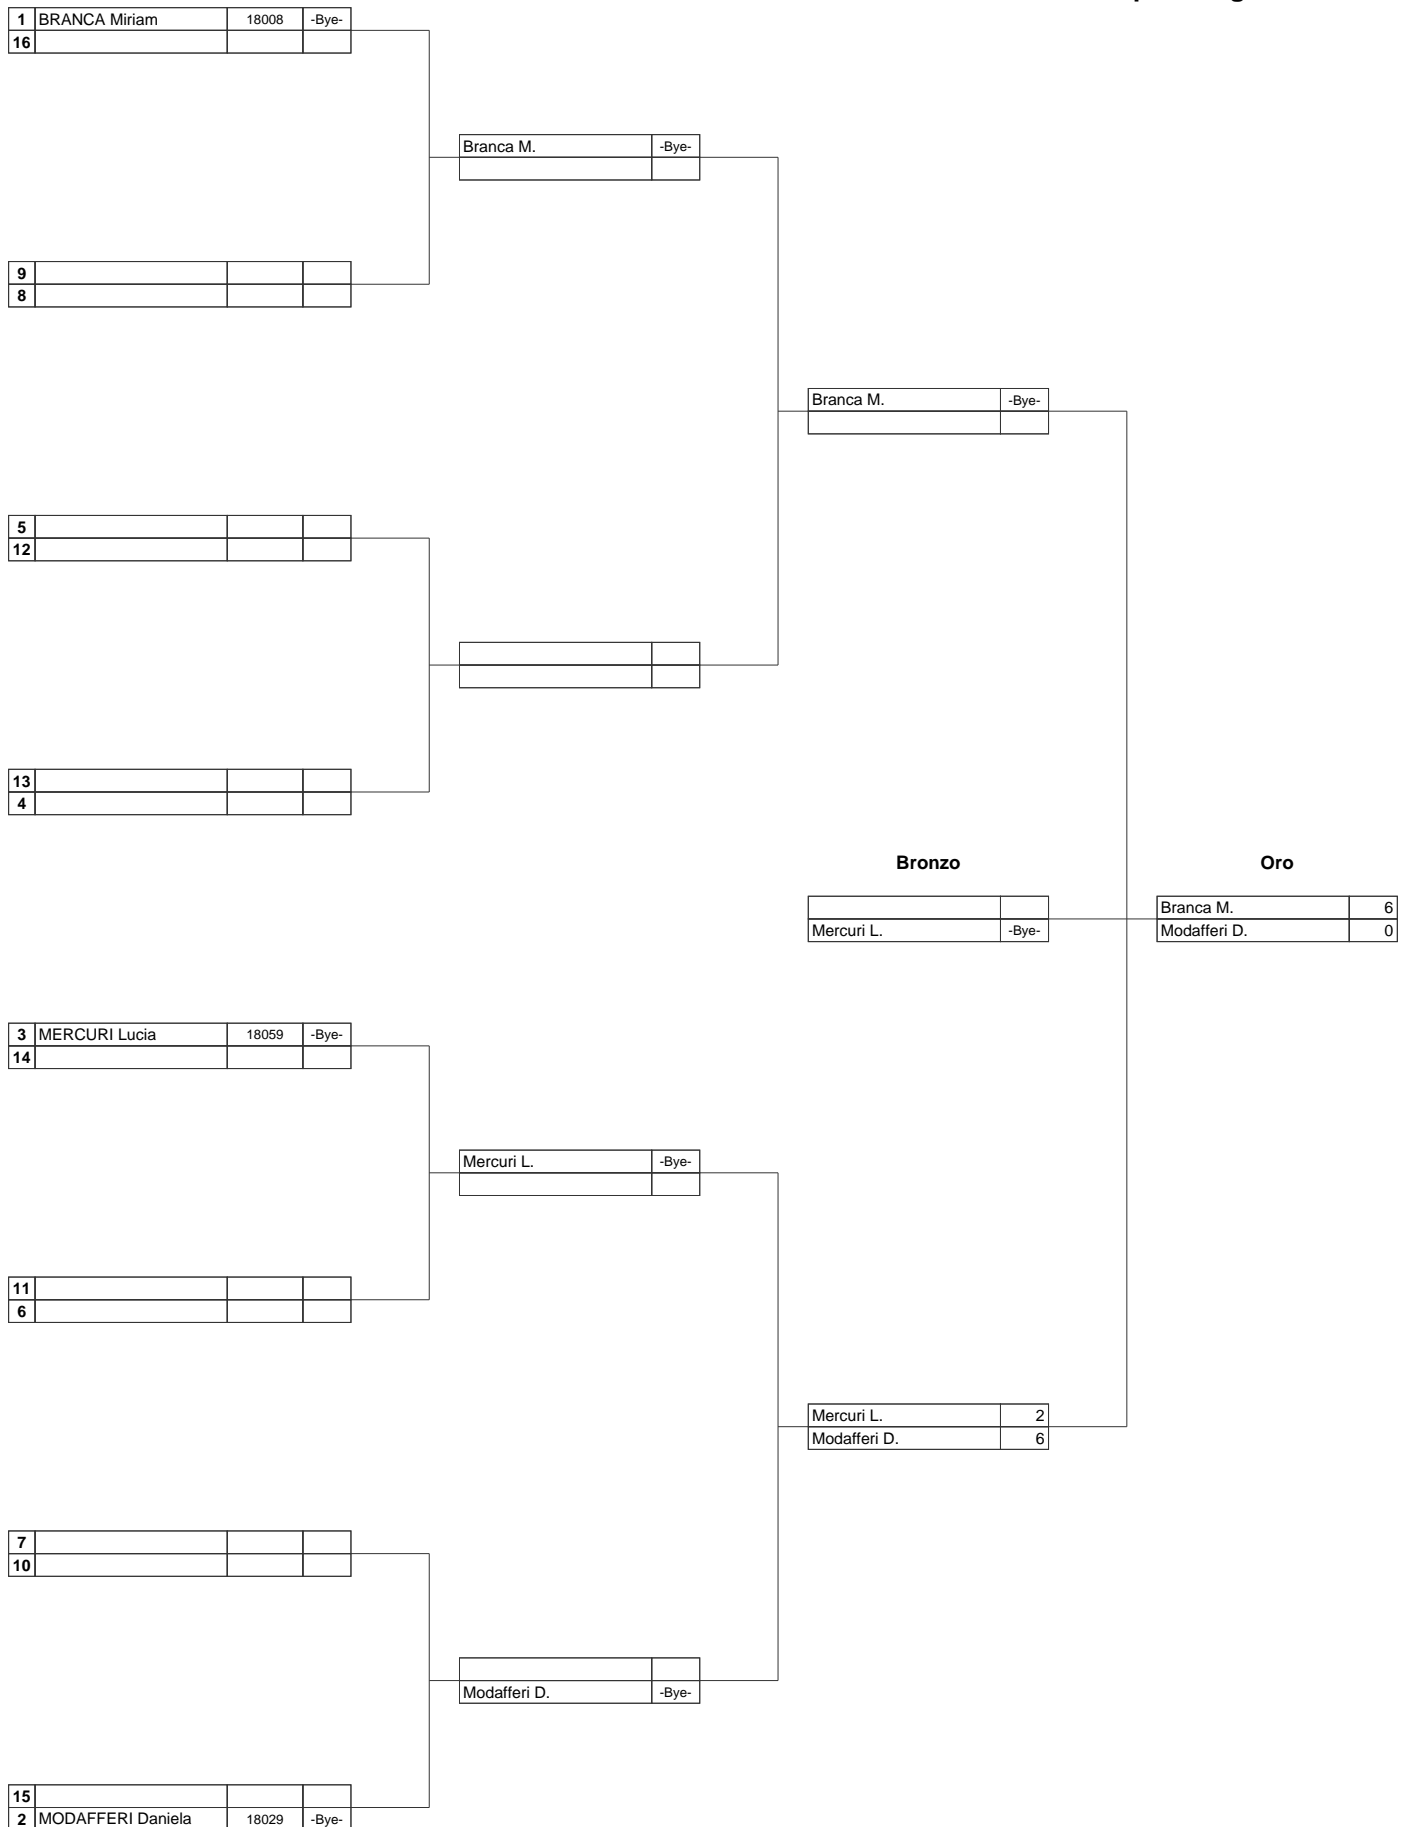 1 BRANCA Miriam 18008 -Bye-
16
Branca M. -Bye-
9
8
Branca M. -Bye-
5
12
13
4
Bronzo Oro
Branca M. 6
Mercuri L. -Bye- Modafferi D. 0
3 MERCURI Lucia 18059 -Bye-
14
Mercuri L. -Bye-
11
6
Mercuri L. 2
Modafferi D. 6
7
10
Modafferi D. -Bye-
15
2 MODAFFERI Daniela 18029 -Bye-